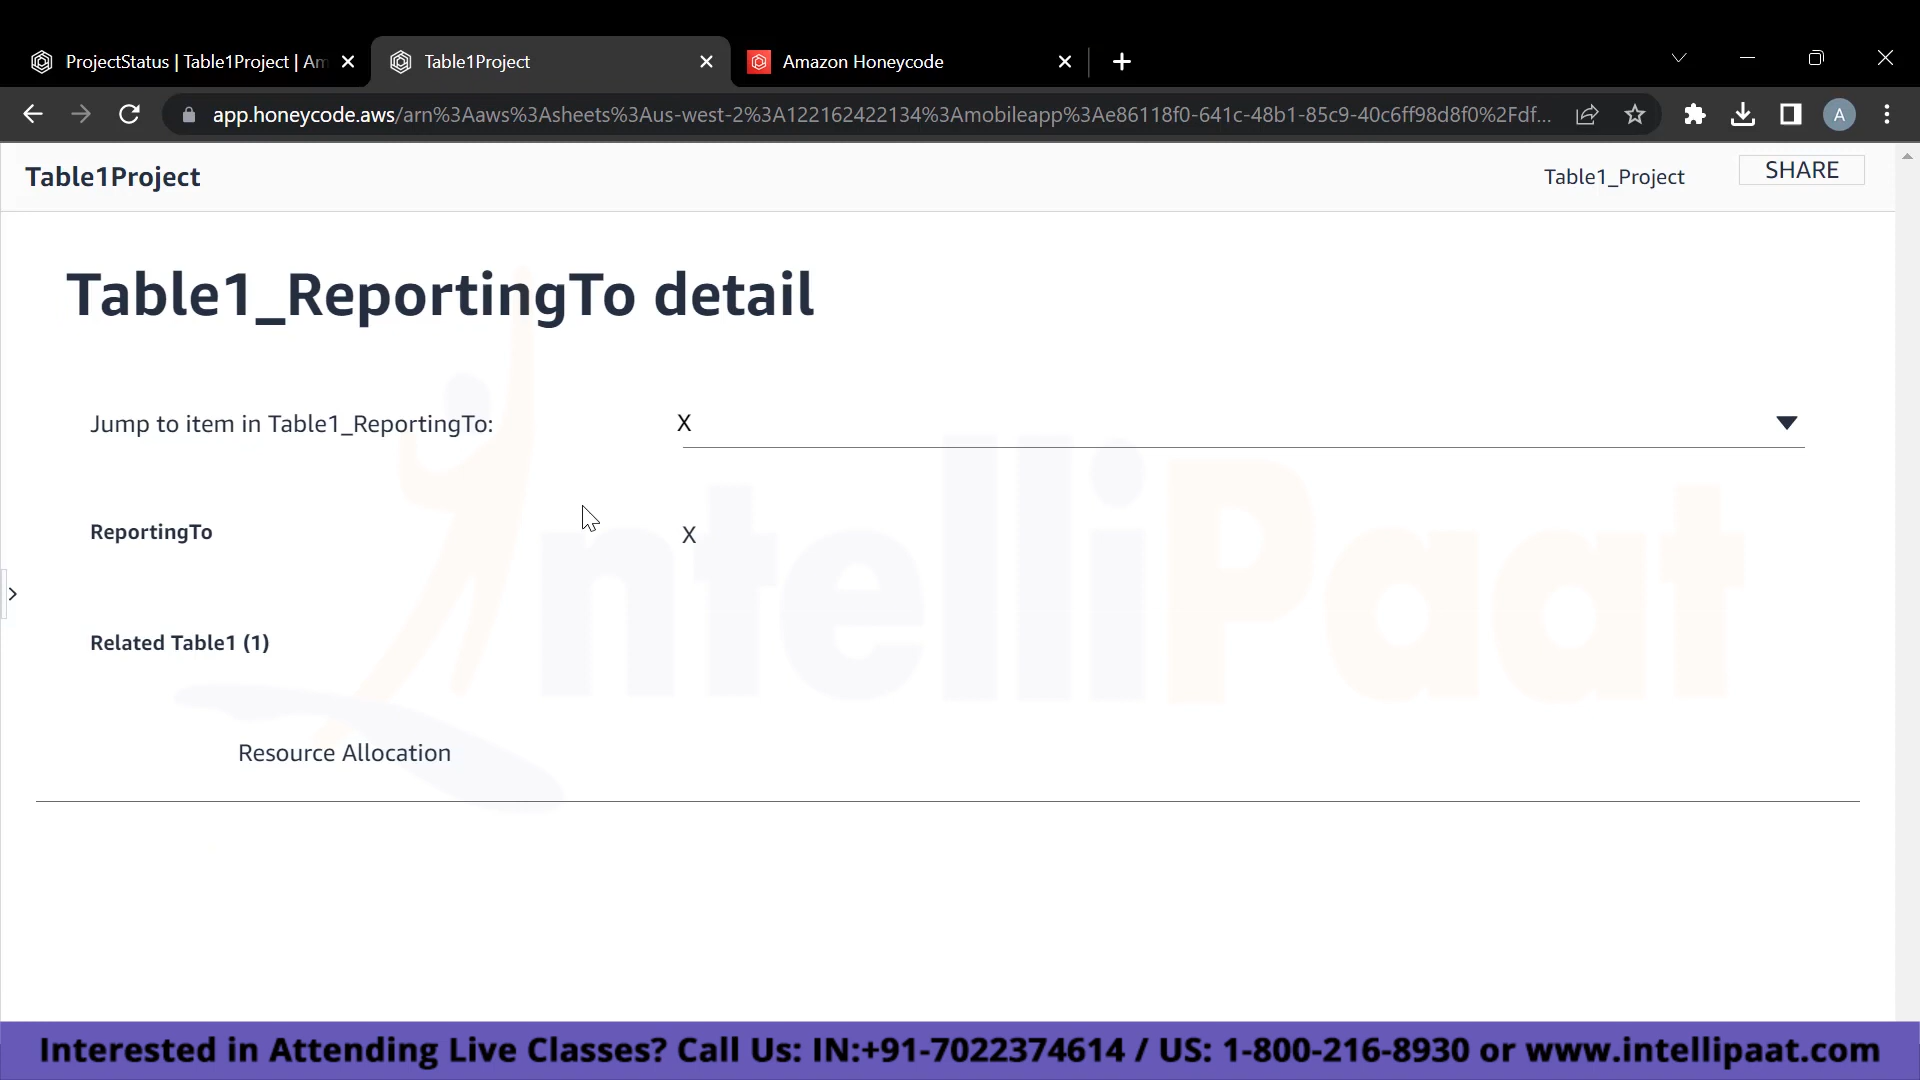 ProjectStatus | Table1Project | Am
Table1Project
Amazon Honeycode
app.honeycode.aws/arn%3Aaws%3Asheets%3Aus-west-2%3A122162422134%3Amobileapp%3Ae86118f0-641c-48b1-85c9-40c6ff98d8f0%2Fdf...
A
Table1Project
Table1_Project
SHARE
Table1_ReportingTo detail
Jump to item in Table1_ReportingTo:
X
ReportingTo
X
Related Table1 (1)
Resource Allocation
IntelliPaat
Interested in Attending Live Classes? Call Us: IN:+91-7022374614 / US: 1-800-216-8930 or www.intellipaat.com